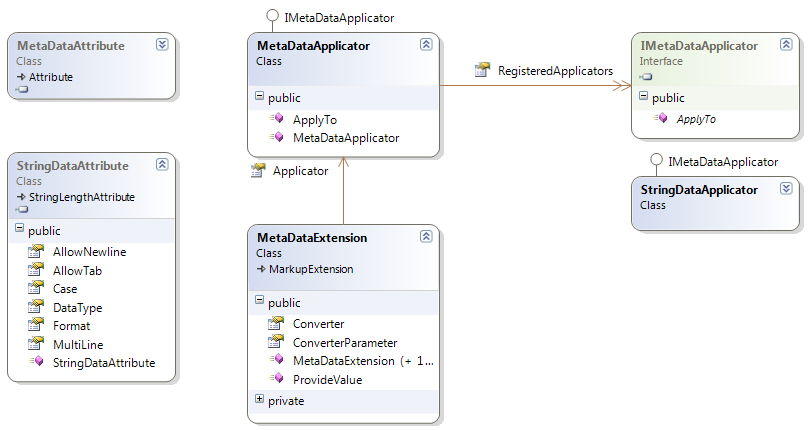 MetaDataAttribute
Class
Attribute
StringDataAttribute
Class
StringLengthAttribute
public
AllowNewline
AllowTab
Case
DataType
Format
MultiLine
StringDataAttribute
IMetaDataApplicator
MetaDataApplicator
Class
public
ApplyTo
MetaDataApplicator
Applicator
MetaDataExtension
Class
MarkupExtension
public
Converter
ConverterParameter
MetaDataExtension (+ 1...
ProvideValue
private
RegisteredApplicators
IMetaDataApplicator
Interface
public
ApplyTo
IMetaDataApplicator
StringDataApplicator
Class